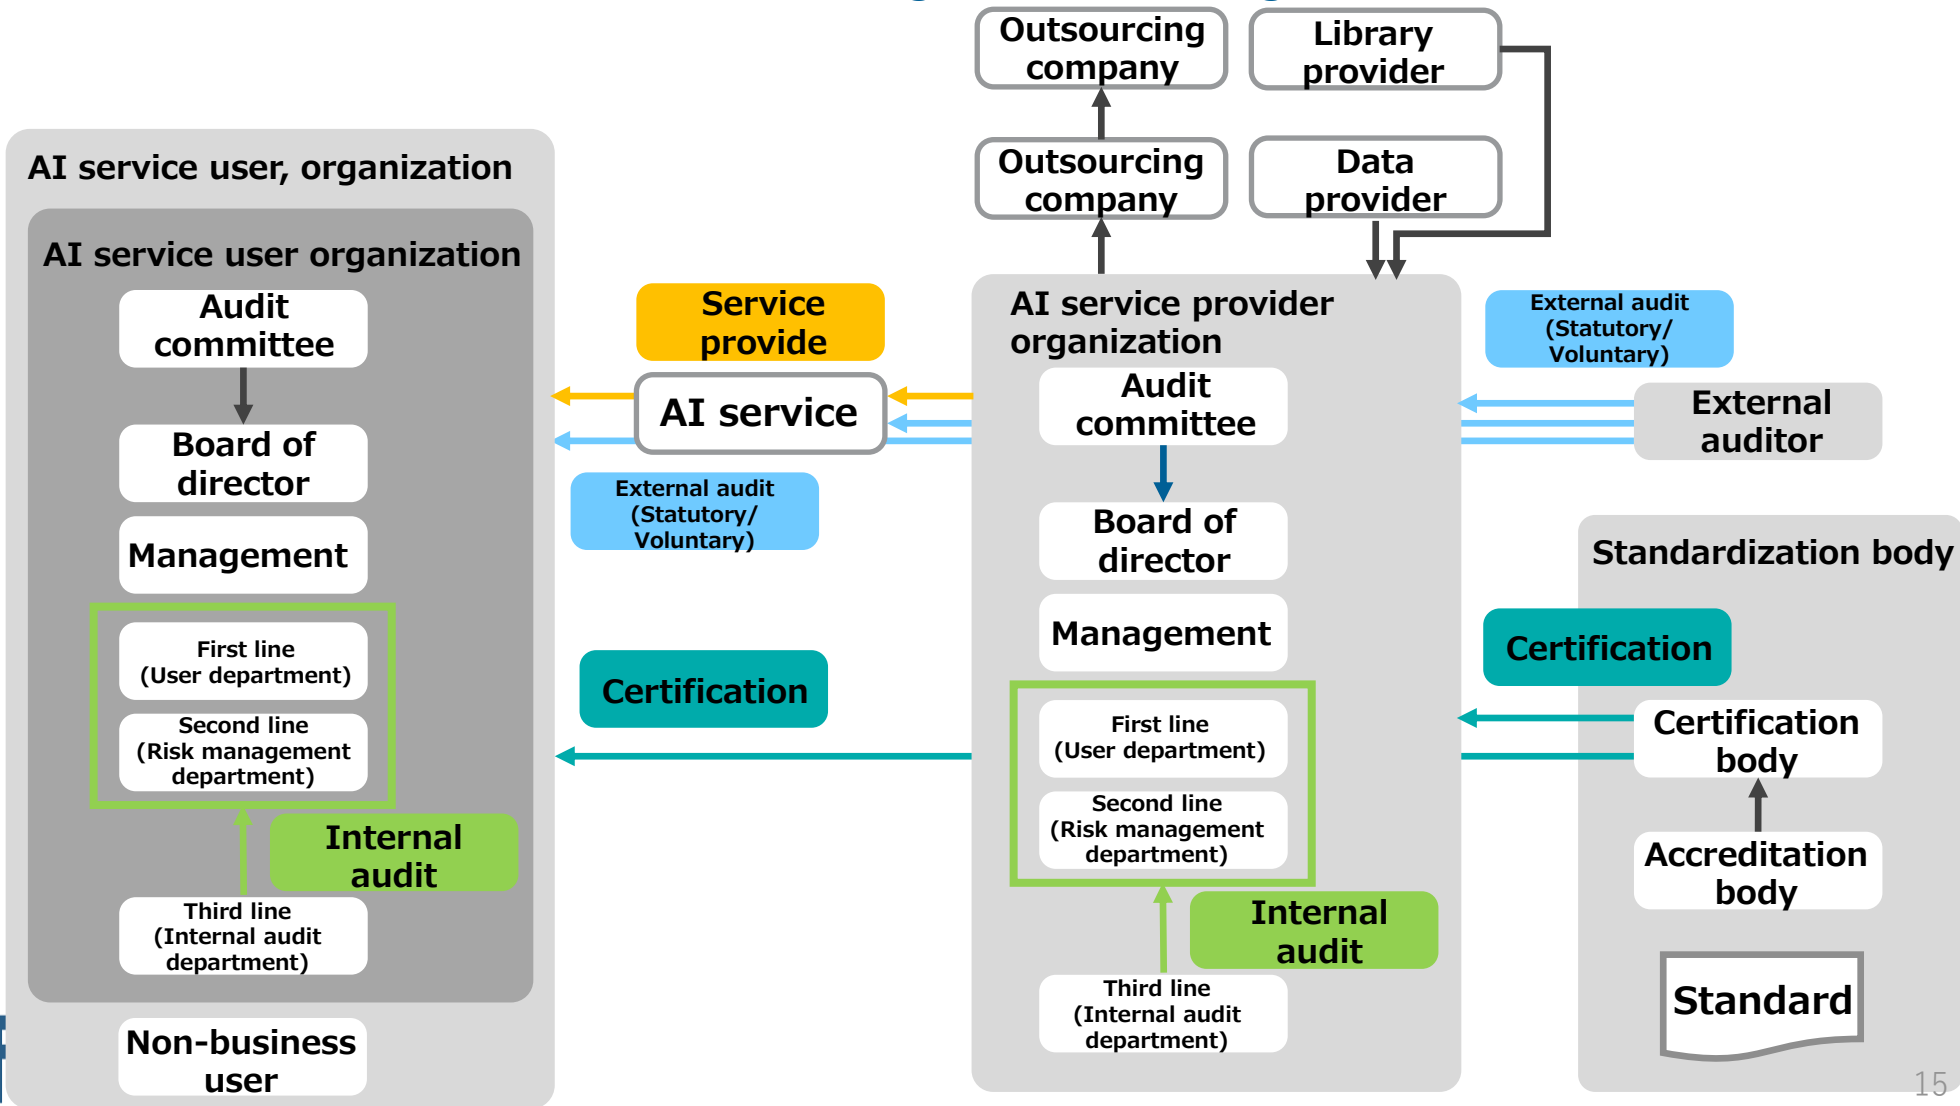 Outsourcing
company
Library
provider
Outsourcing
company
Data
provider
AI service user, organization
AI service user organization
Audit
committee
Board of
director
Management
First line
(User department)
Second line
(Risk management
department)
Internal
audit
Third line
(Internal audit
department)
Non-business
user
Service
provide
AI service
External audit
(Statutory/
Voluntary)
Certification
AI service provider
organization
Audit
committee
Board of
director
Management
First line
(User department)
Second line
(Risk management
department)
Internal
audit
Third line
(Internal audit
department)
External audit
(Statutory/
Voluntary)
External
auditor
Standardization body
Certification
Certification
body
Accreditation
body
Standard
15